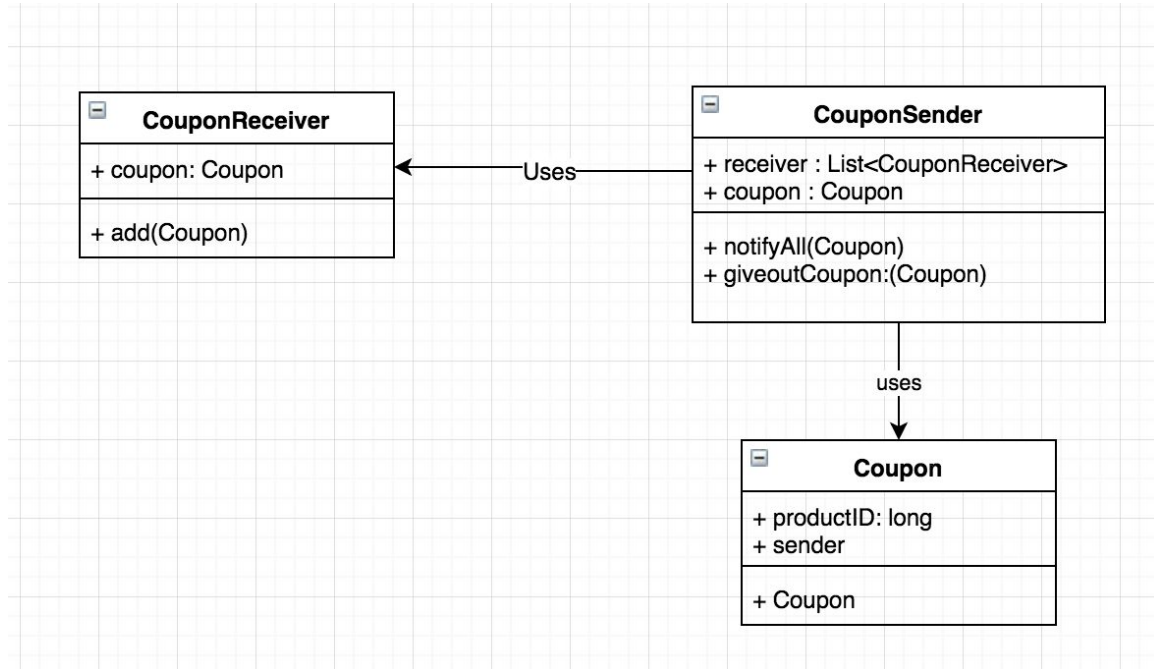 CouponReceiver
+ coupon: Coupon
+ add(Coupon)
Uses
CouponSender
+ receiver : List<CouponReceiver>
+ coupon : Coupon
+ notifyAll(Coupon)
+ giveoutCoupon:(Coupon)
uses
Coupon
+ productID: long
+ sender
+ Coupon